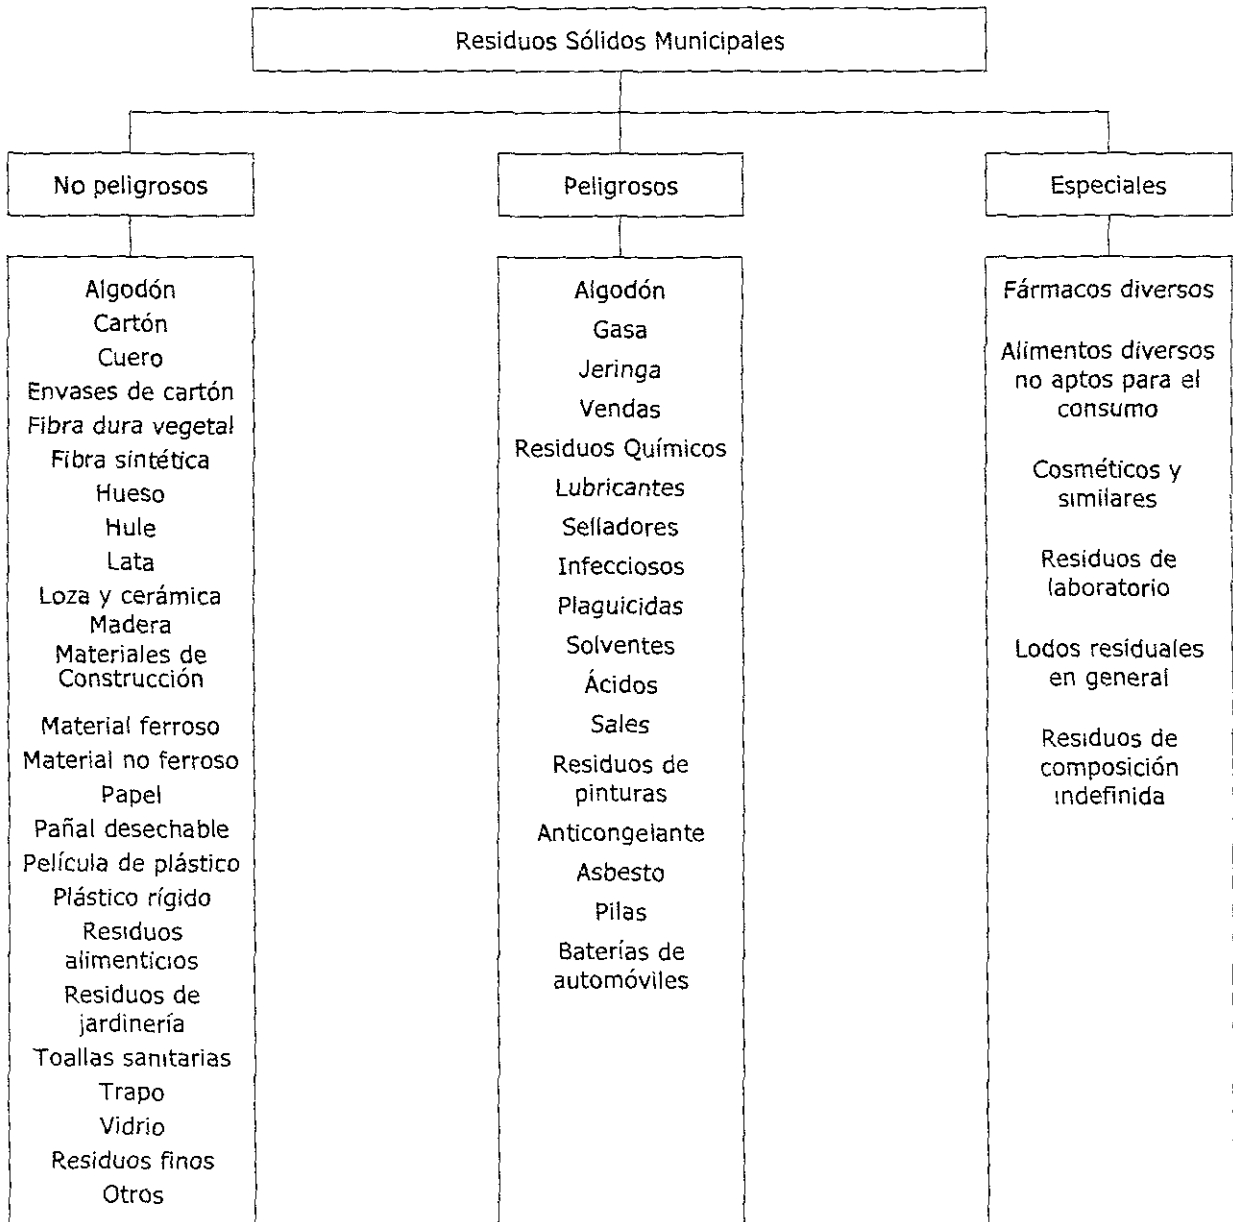 Residuos Sólidos Municipales
No peligrosos
Algodón
Cartón
Cuero
Envases de cartón
Fibra dura vegetal
Fibra sintética
Hueso
Hule
Lata
Loza y cerámica
Madera
Materiales de
Construcción
Material ferroso
Material no ferroso
Papel
Pañal desechable
Película de plástico
Plástico rígido
Residuos
alimenticios
Residuos de
jardinería
Toallas sanitarias
Trapo
Vidrio
Residuos finos
Otros
Peligrosos
Algodón
Gasa
Jeringa
Vendas
Residuos Químicos
Lubricantes
Selladores
Infecciosos
Plaguicidas
Solventes
Ácidos
Sales
Residuos de
pinturas
Anticongelante
Asbesto
Pilas
Baterías de
automóviles
Especiales
Fármacos diversos
Alimentos diversos
no aptos para el
consumo
Cosméticos y
similares
Residuos de
laboratorio
Lodos residuales
en general
Residuos de
composición
indefinida